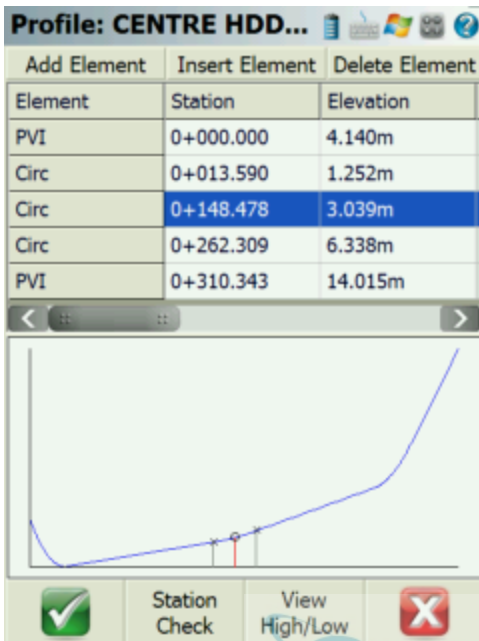 Profile: CENTRE HDD...
Add Element Insert Element Delete Element
Element Station Elevation
PVI 0+000.000 4.140m
Circ 0+013.590 1.252m
Circ 0+148.478 3.039m
Circ 0+262.309 6.338m
PVI 0+310.343 14.015m
Station Check
View High/Low